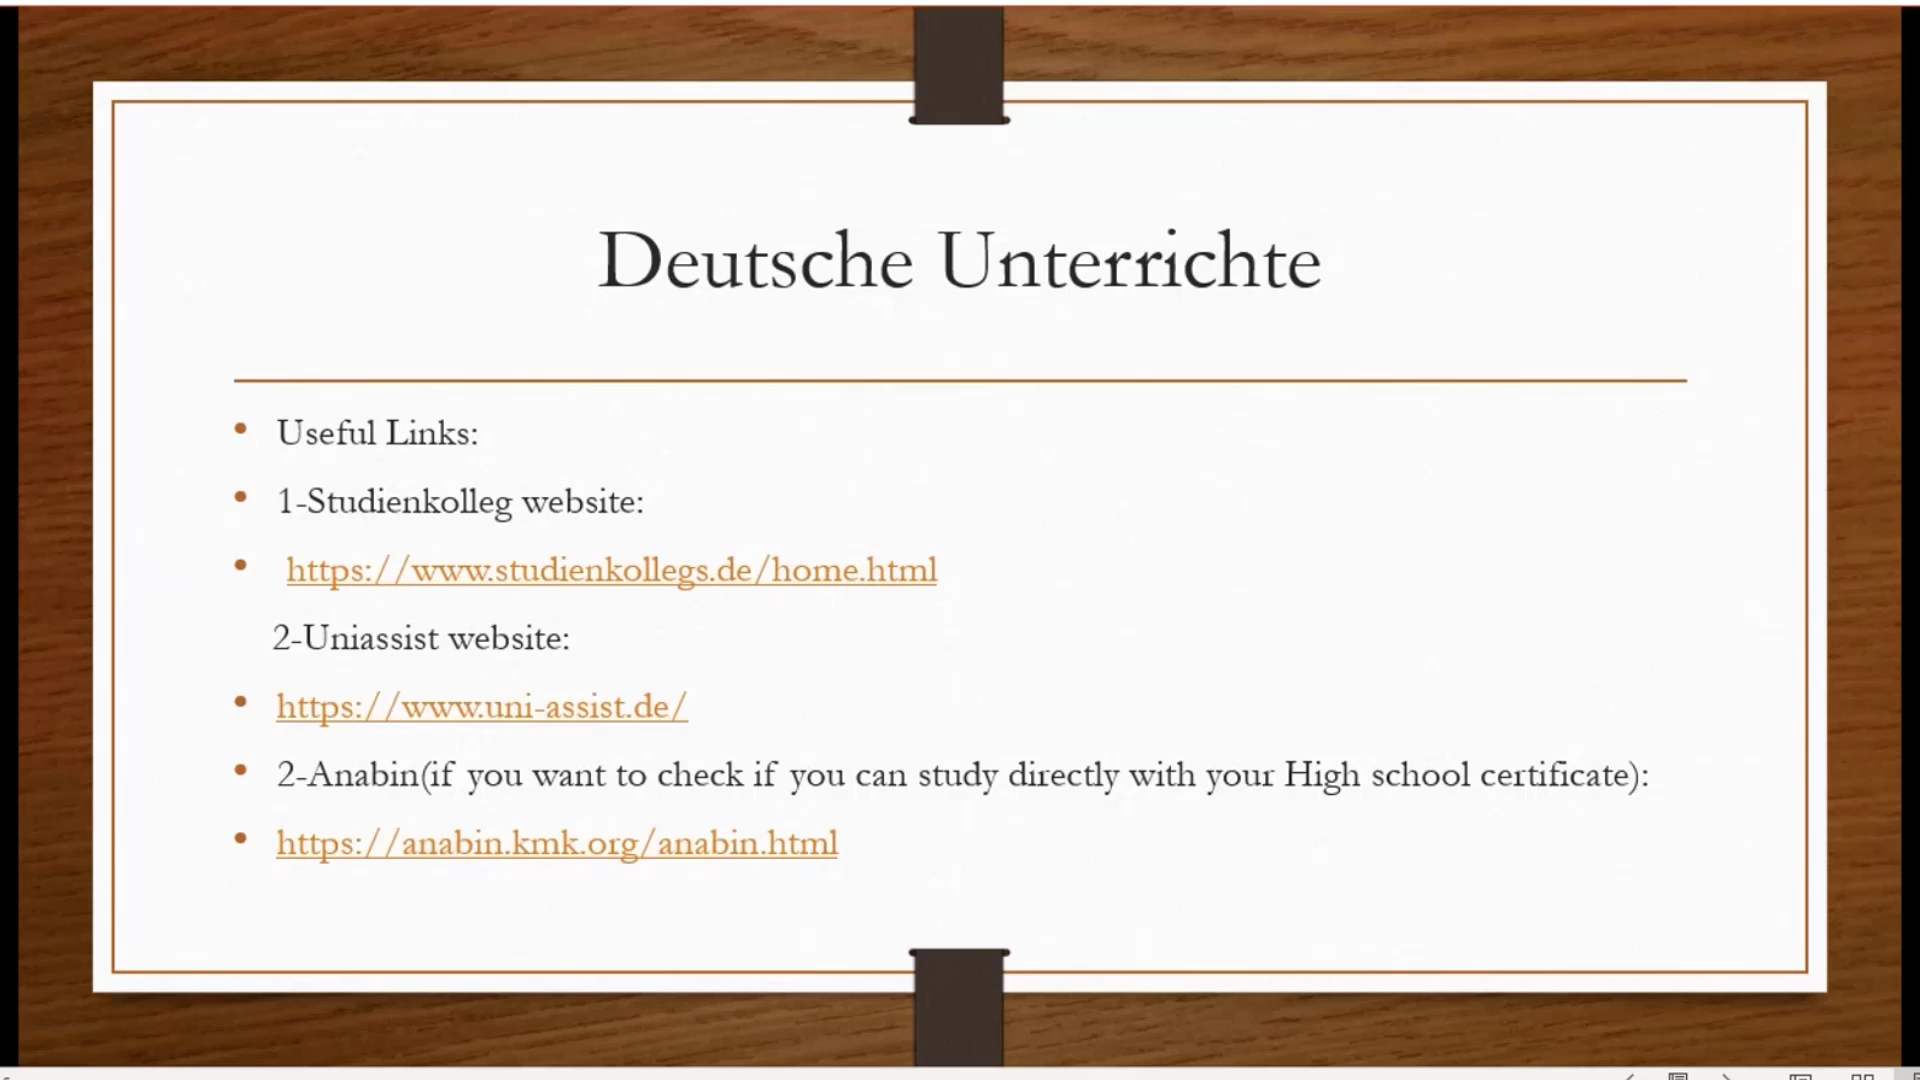 Deutsche Unterrichte
Useful Links:
1-Studienkolleg website:
https://www.studienkollegs.de/home.html
2-Uniassist website:
https://www.uni-assist.de/
2-Anabin(if you want to check if you can study directly with your High school certificate):
https://anabin.kmk.org/anabin.html